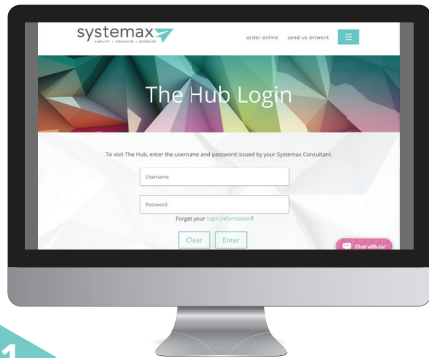 systemax
order online send us artwork
The Hub Login
To visit The Hub, enter the username and password issued by your Systemax Consultant.
Username
Password
Forget your login information?
Clear Enter
Chat with us!
1